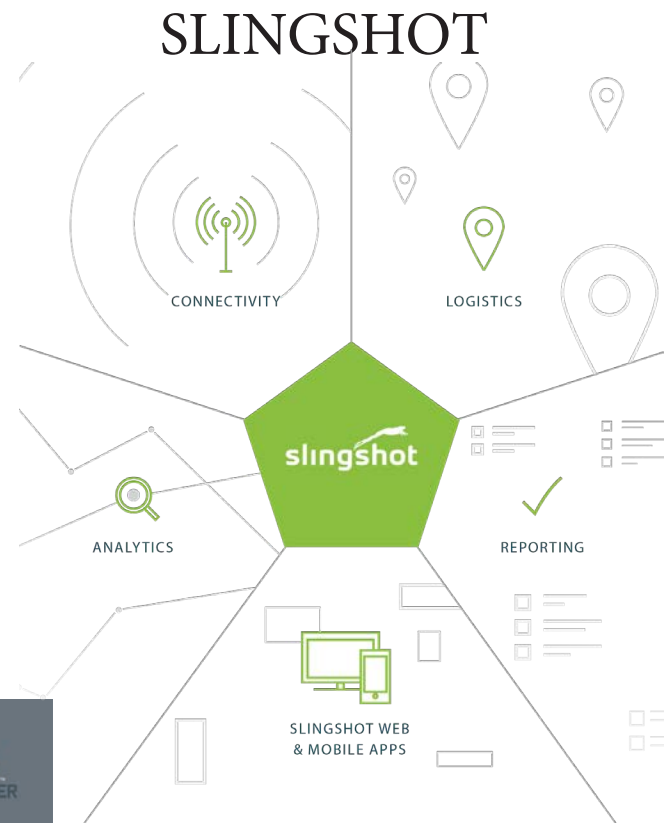 SLINGSHOT
CONNECTIVITY
LOGISTICS
slingshot
ANALYTICS
REPORTING
SLINGSHOT WEB
& MOBILE APPS